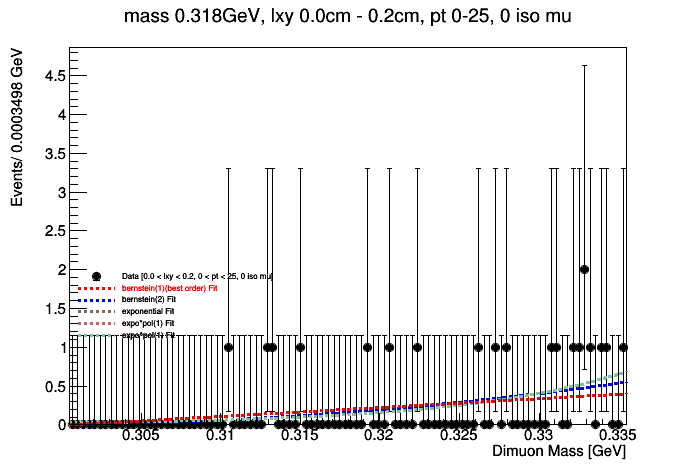 mass 0.318GeV, lxy 0.0cm - 0.2cm, pt 0-25, 0 iso mu
Events/ 0.0003498 GeV
4.5
4
3.5
3
2.5
2
1.5
1
0.5
0
Data [0.0 < lxy < 0.2, 0 < pt < 25, 0 iso mu]
bernstein(1)(best order) Fit
bernstein(2) Fit
exponential Fit
expo*pol(1) Fit
expo*pol(1) Fit
0.305 0.31 0.315 0.32 0.325 0.33 0.335
Dimuon Mass [GeV]